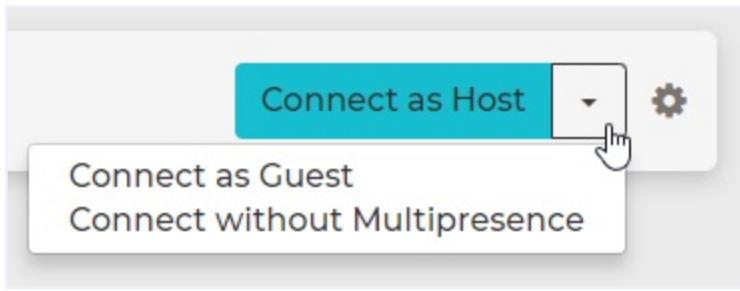 Connect as Host
Connect as Guest
Connect without Multipresence